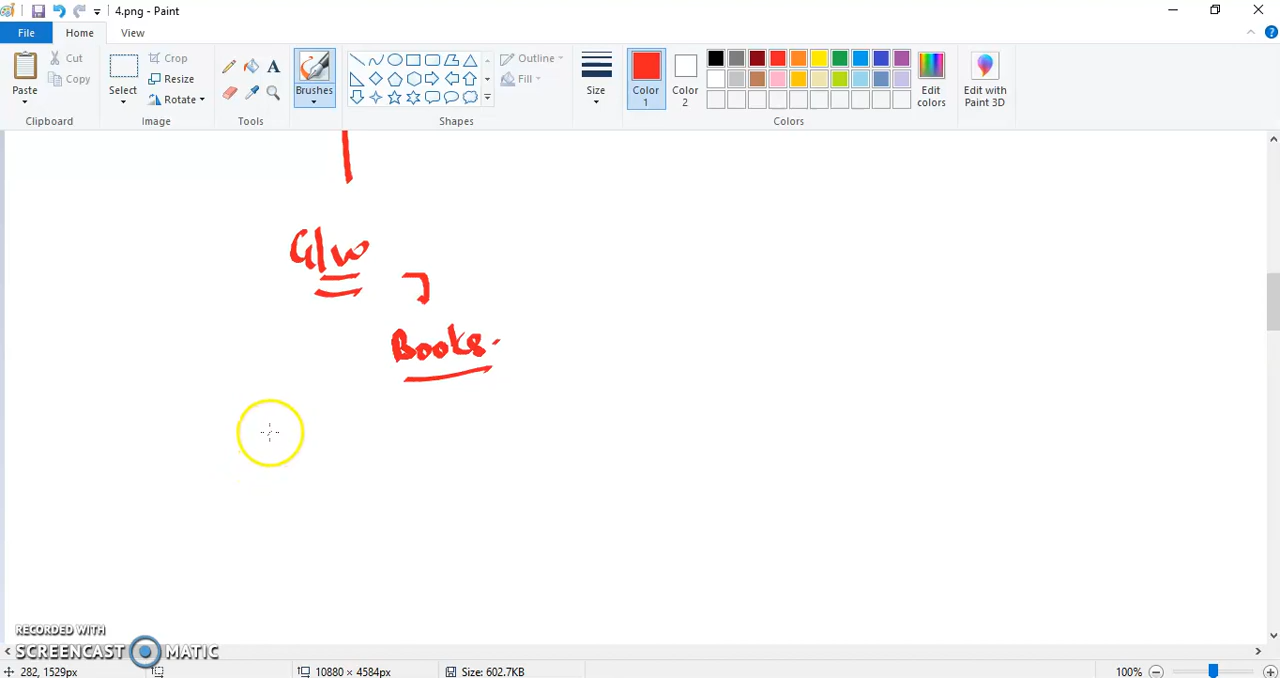 4.png - Paint
File Home View
Paste Cut Copy Clipboard
Select Crop Resize Rotate Image
Tools
Brushes
Shapes
Outline Fill
Size
Color 1 Color 2
Colors
Edit colors
Edit with Paint 3D
Books.
RECORDED WITH
SCREENCAST MATIC
282, 1529px 10880 × 4584px Size: 602.7KB 100%